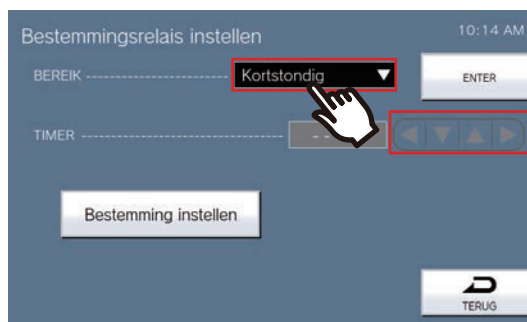 Bestemmingsrelais instellen
10:14 AM
BEREIK
Kortstondig
ENTER
TIMER
Bestemming instellen
TERUG